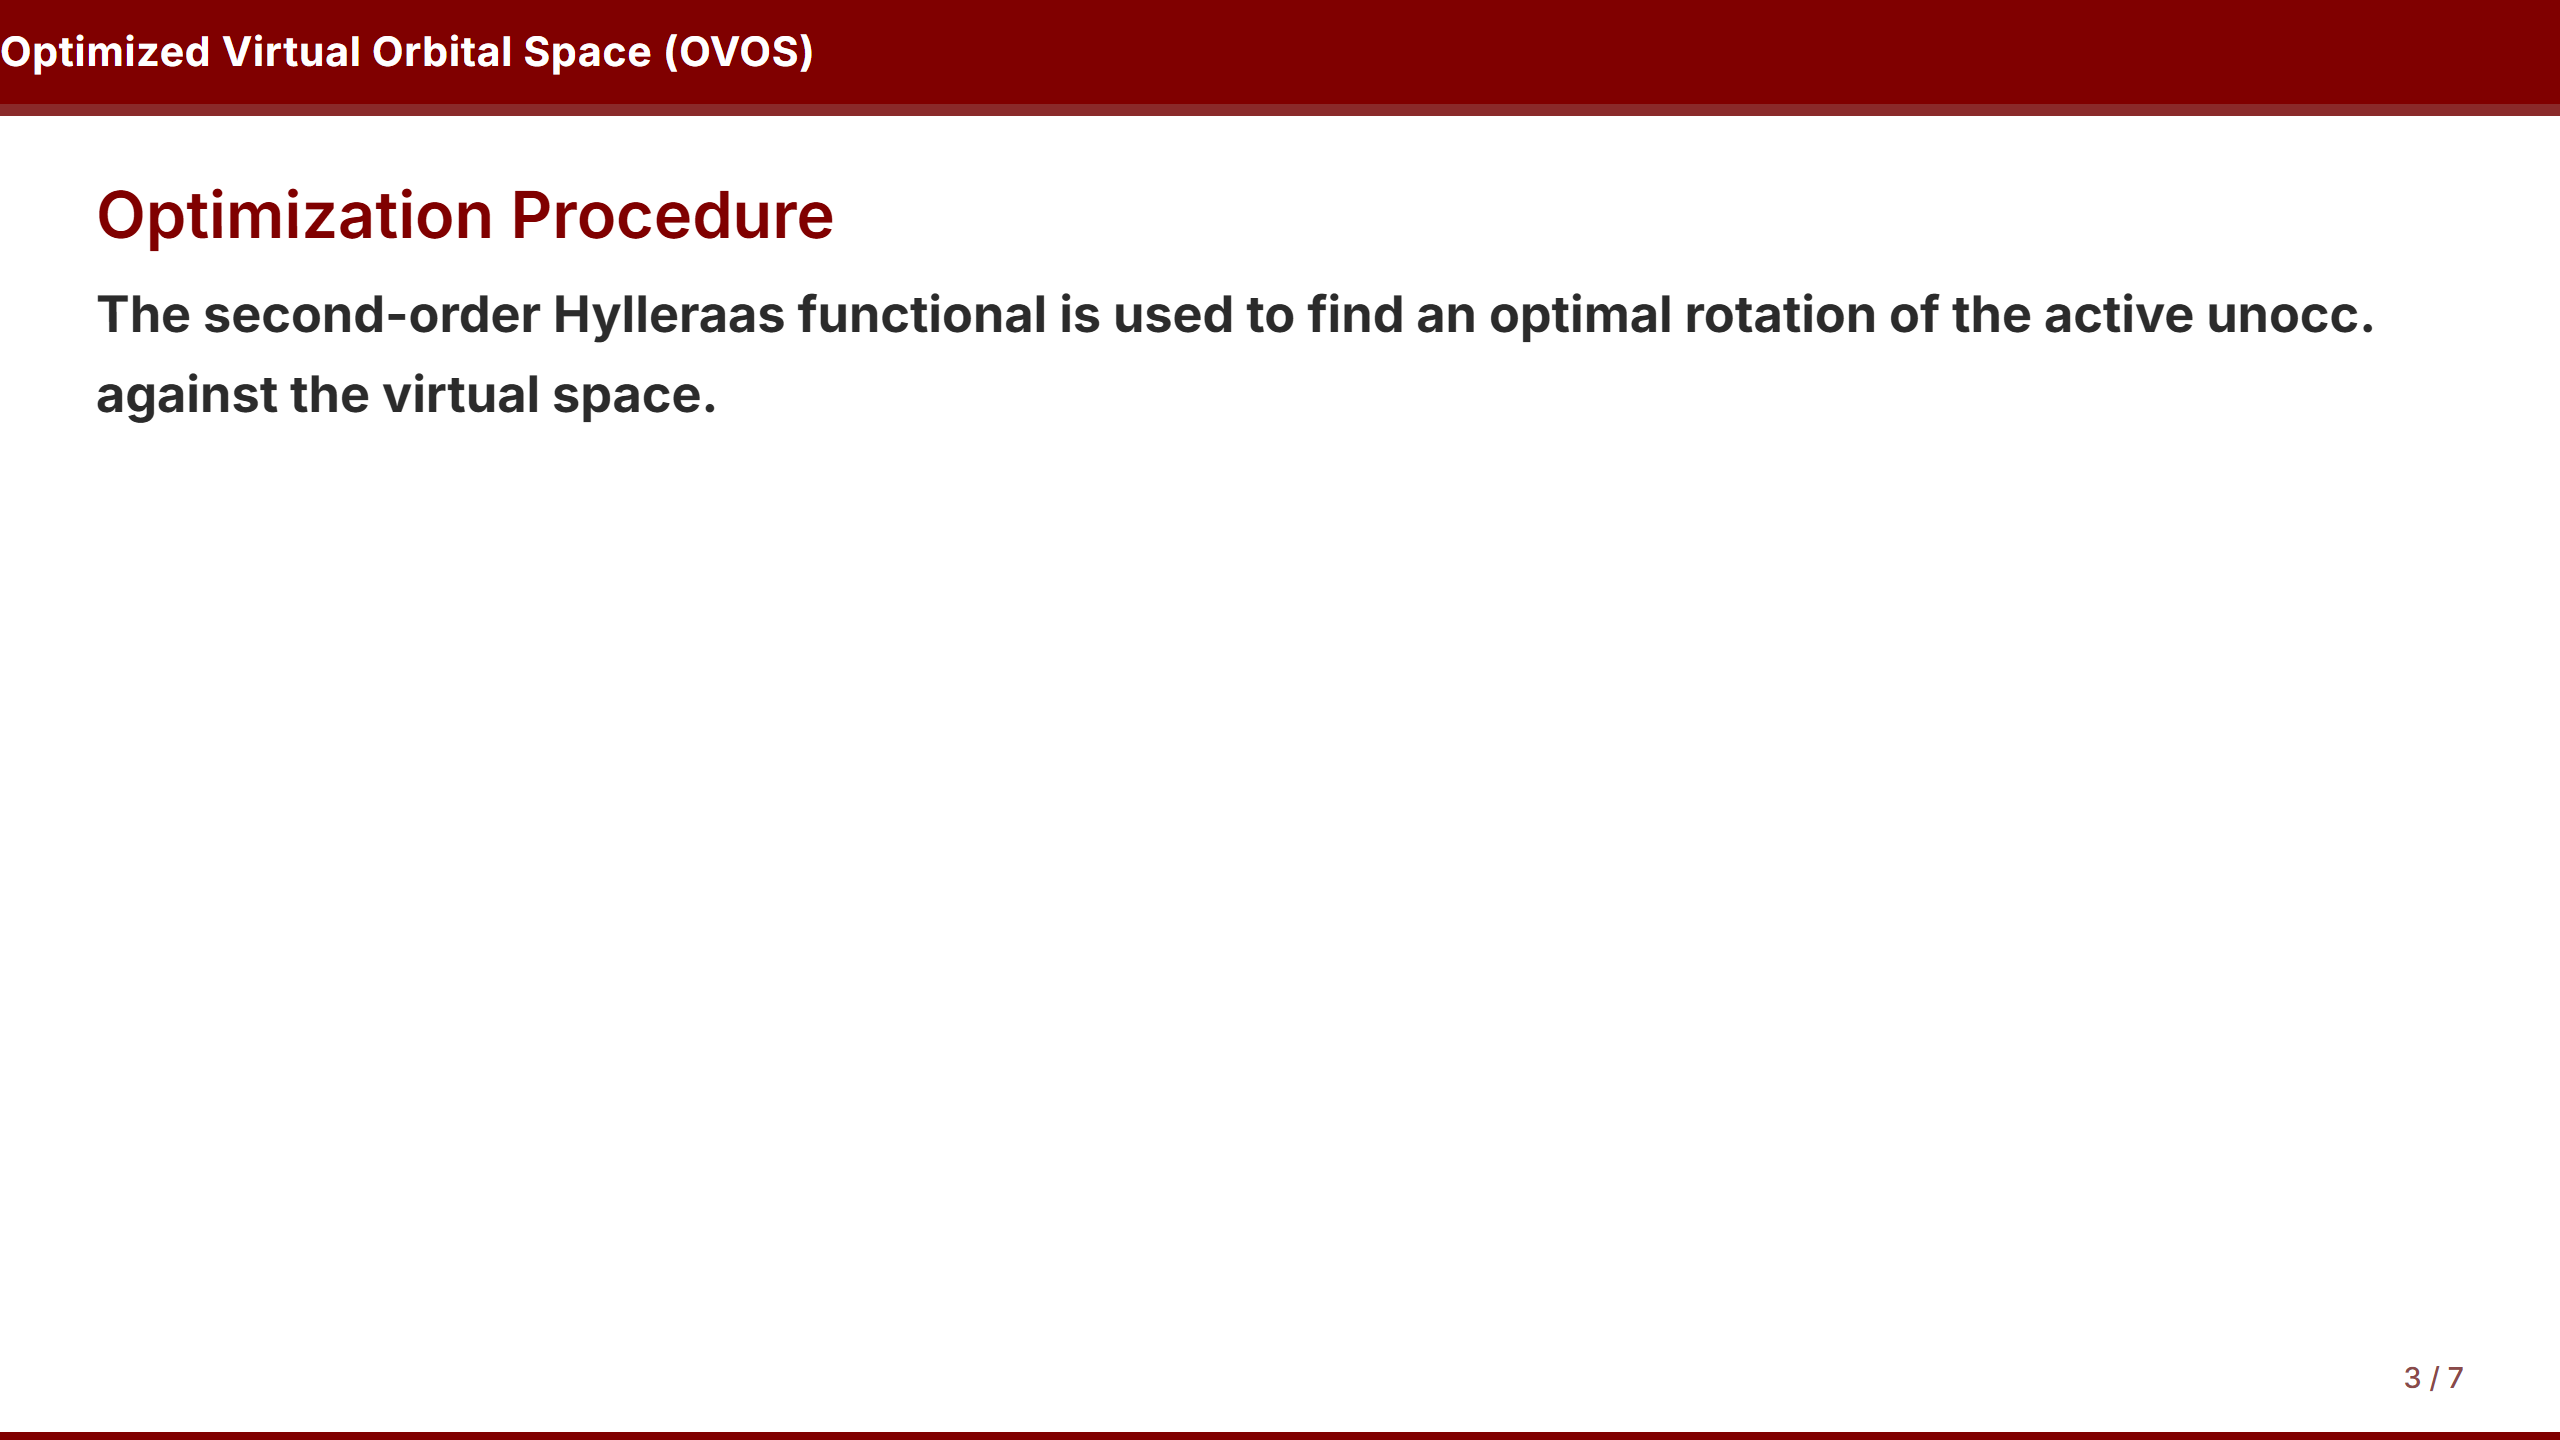 Optimized Virtual Orbital Space (OVOS)
Optimization Procedure
The second-order Hylleraas functional is used to find an optimal rotation of the active unocc.
against the virtual space.
3 / 7